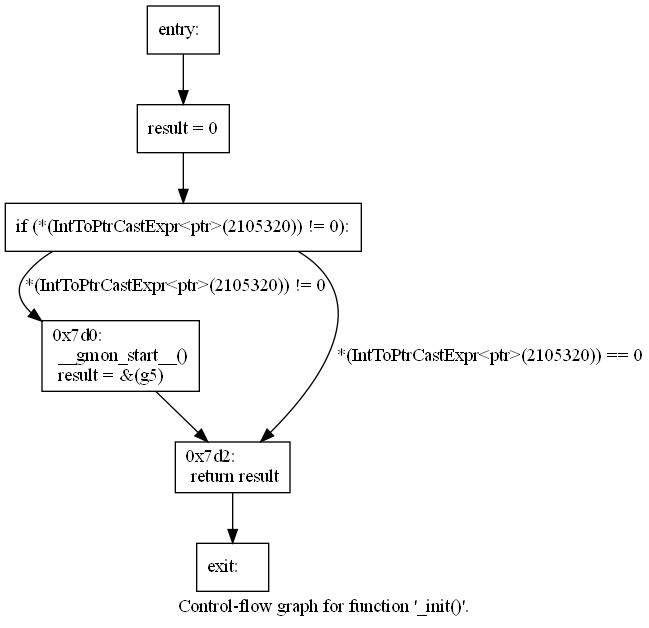 entry:
result = 0
if (*(IntToPtrCastExpr<ptr>(2105320)) != 0):
*(IntToPtrCastExpr<ptr>(2105320)) != 0
0x7d0:
__gmon_start__()
result = &(g5)
*(IntToPtrCastExpr<ptr>(2105320)) == 0
0x7d2:
return result
exit:
Control-flow graph for function '_init()'.